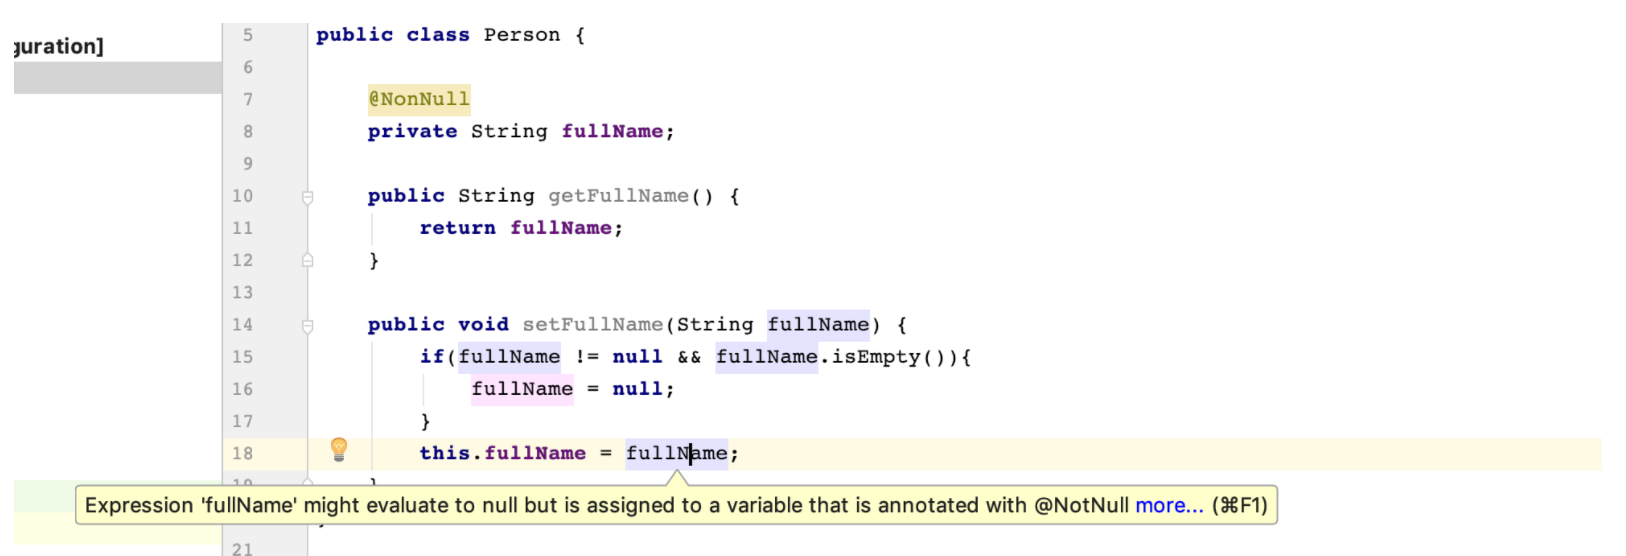 guration]
5 public class Person {
6
7 @NonNull
8 private String fullName;
9
10 public String getFullName() {
11 return fullName;
12 }
13
14 public void setFullName(String fullName) {
15 if(fullName != null && fullName.isEmpty()){
16 fullName = null;
17 }
18 this.fullName = fullName;
19 }
Expression 'fullName' might evaluate to null but is assigned to a variable that is annotated with @NotNull more... (⌘F1)
21